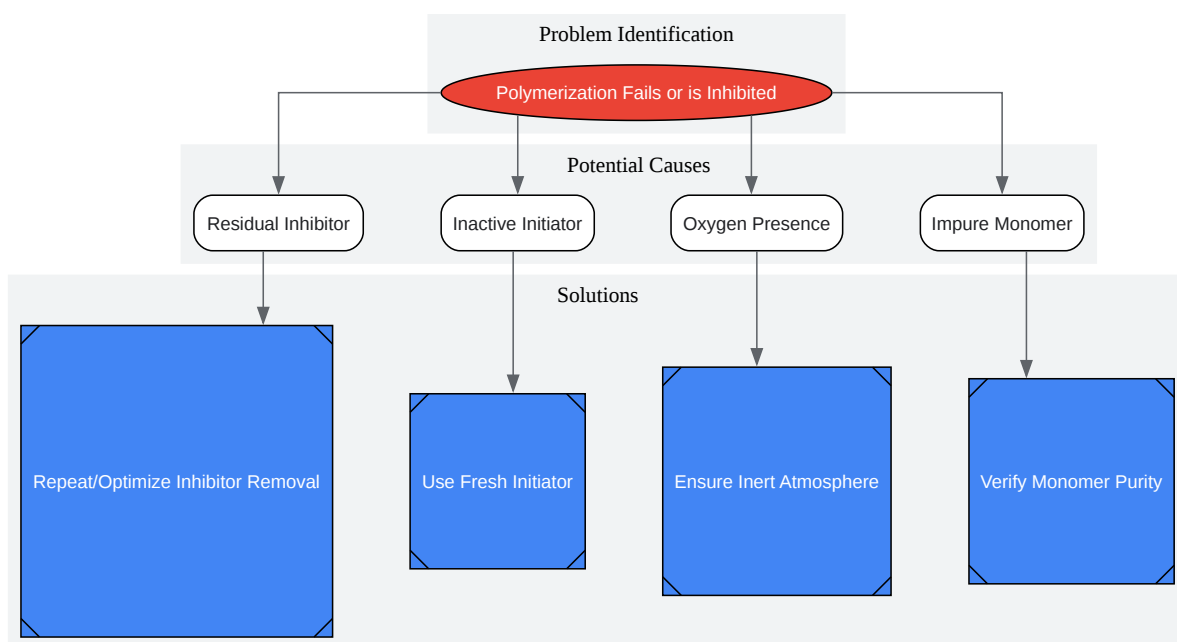 Problem Identification
Polymerization Fails or is Inhibited
Potential Causes
Residual Inhibitor
Inactive Initiator
Oxygen Presence
Impure Monomer
Solutions
Repeat/Optimize Inhibitor Removal
Use Fresh Initiator
Ensure Inert Atmosphere
Verify Monomer Purity